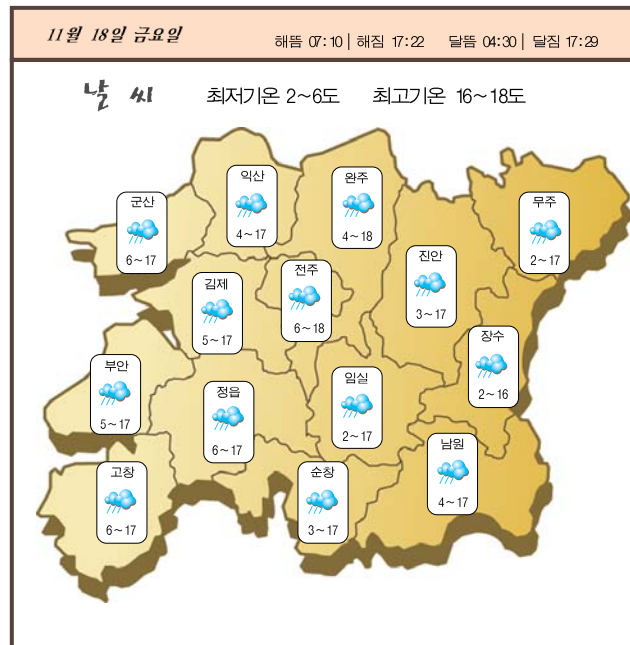 11월 18일 금요일
해뜸 07:10 | 해짐 17:22 달뜸 04:30 | 달짐 17:29
날 씨 최저기온 2~6도 최고기온 16~18도
군산
6~17
익산
4~17
완주
4~18
무주
2~17
김제
5~17
전주
6~18
진안
3~17
장수
2~16
부안
5~17
정읍
6~17
임실
2~17
남원
4~17
고창
6~17
순창
3~17